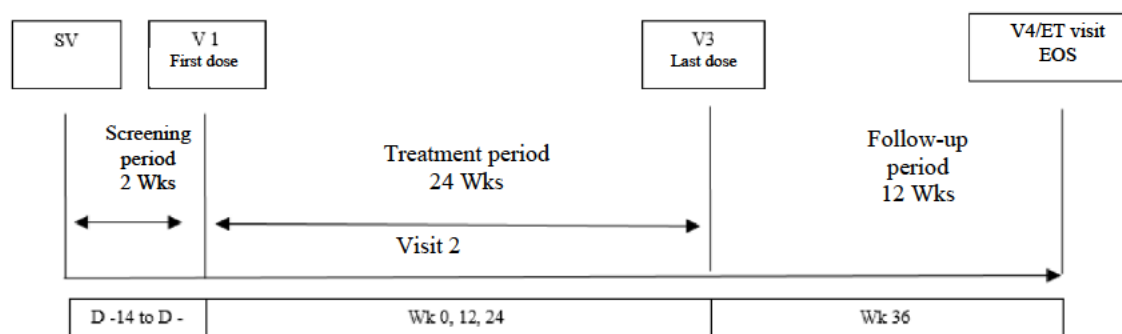 SV
V 1
First dose
V3
Last dose
V4/ET visit
EOS
Screening
period
2 Wks
Treatment period
24 Wks
Follow-up
period
12 Wks
Visit 2
D -14 to D -
Wk 0, 12, 24
Wk 36